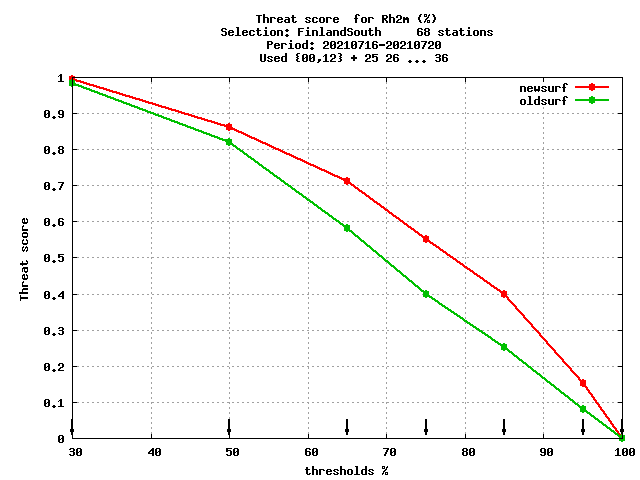 Threat score  for Rh2m (%)
Selection: FinlandSouth     68 stations
Period: 20210716-20210720
Used {00,12} + 25 26 ... 36
newsurf
oldsurf
1
0.9
0.8
0.7
0.6
0.5
0.4
0.3
0.2
0.1
0
Threat score
30 40 50 60 70 80 90 100
thresholds %